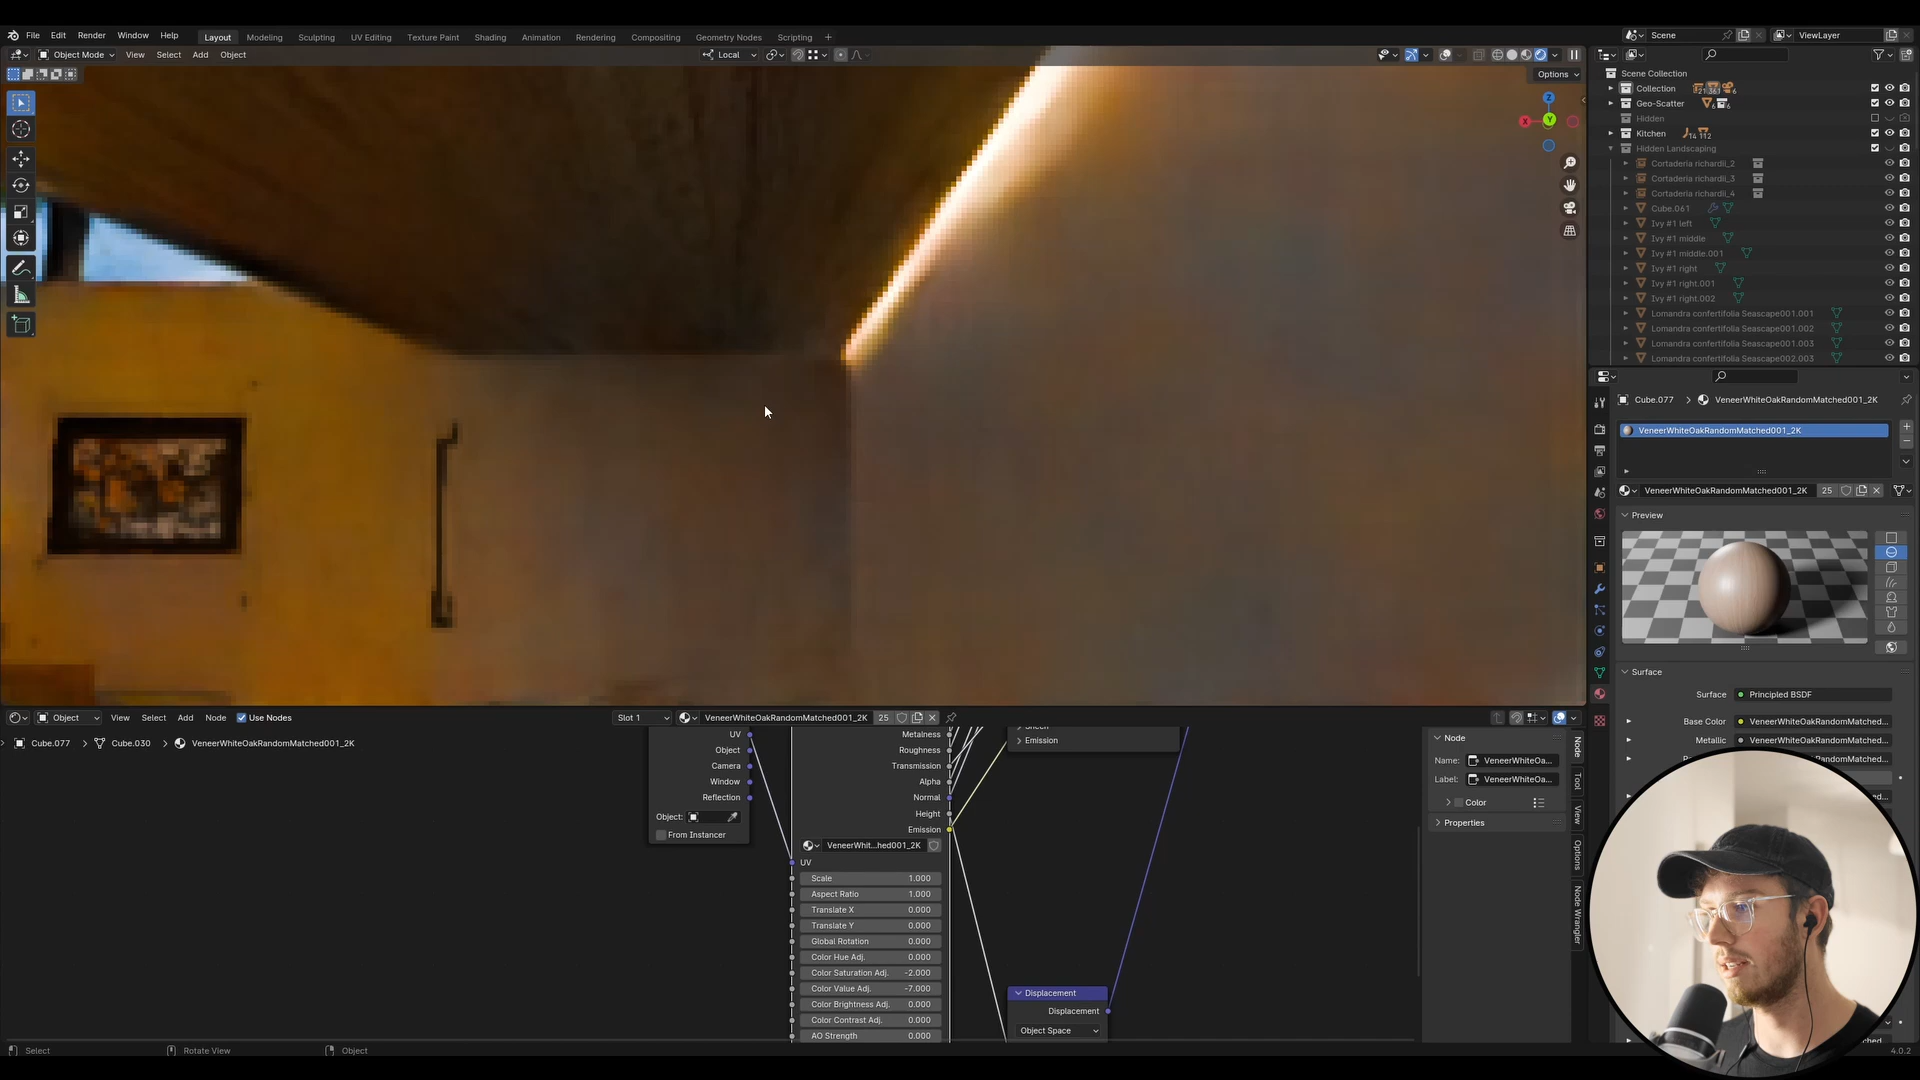 File Edit Render Window Help
Layout Modeling Sculpting UV Editing Texture Paint Shading Animation Rendering Compositing Geometry Nodes Scripting +
Scene
ViewLayer
Object Mode View Select Add Object
Local
Options
Z
X
Y
Scene Collection
Collection
Geo-Scatter
Hidden
Kitchen
Hidden Landscaping
Cortaderia richardii_2
Cortaderia richardii_3
Cortaderia richardii_4
Cube.061
Ivy #1 left
Ivy #1 middle
Ivy #1 middle.001
Ivy #1 right
Ivy #1 right.001
Ivy #1 right.002
Lomandra confertifolia Seascape001.001
Lomandra confertifolia Seascape001.002
Lomandra confertifolia Seascape001.003
Lomandra confertifolia Seascape002.003
Cube.077 > VeneerWhiteOakRandomMatched001_2K
VeneerWhiteOakRandomMatched001_2K
VeneerWhiteOakRandomMatched001_2K 25
Preview
Surface
Surface Principled BSDF
Base Color VeneerWhiteOakRandomMatched...
Metallic VeneerWhiteOakRandomMatched...
Object View Select Add Node Use Nodes
Slot 1 VeneerWhiteOakRandomMatched001_2K 25
Cube.077 > Cube.030 > VeneerWhiteOakRandomMatched001_2K
UV
Object
Camera
Window
Reflection
Object:
From Instancer
Metalness
Roughness
Transmission
Alpha
Normal
Height
Emission
VeneerWhit...hed001_2K
UV
Scale 1.000
Aspect Ratio 1.000
Translate X 0.000
Translate Y 0.000
Global Rotation 0.000
Color Hue Adj. 0.000
Color Saturation Adj. -2.000
Color Value Adj. -7.000
Color Brightness Adj. 0.000
Color Contrast Adj. 0.000
AO Strength 0.000
Emission
Displacement
Displacement
Object Space
Node
Name: VeneerWhiteOa...
Label: VeneerWhiteOa...
Color
Properties
Node
Tool
View
Options
Node Wrangler
Select
Rotate View
Object
4.0.2